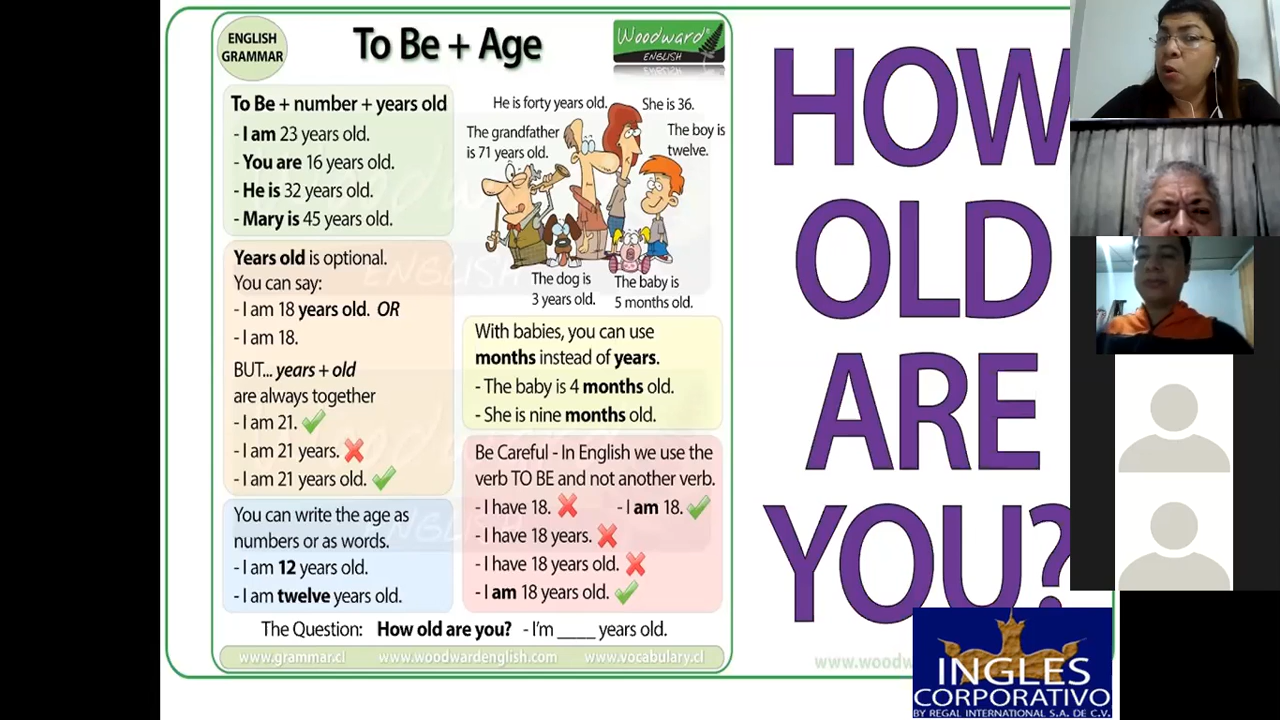 ENGLISH
GRAMMAR
To Be + Age
Woodward®
ENGLISH
To Be + number + years old
- I am 23 years old.
- You are 16 years old.
- He is 32 years old.
- Mary is 45 years old.
Years old is optional.
You can say:
- I am 18 years old. OR
- I am 18.
BUT... years + old
are always together
- I am 21. ✓
- I am 21 years. ✗
- I am 21 years old. ✓
You can write the age as
numbers or as words.
- I am 12 years old.
- I am twelve years old.
He is forty years old.
She is 36.
The grandfather
is 71 years old.
The boy is
twelve.
The dog is
3 years old.
The baby is
5 months old.
With babies, you can use
months instead of years.
- The baby is 4 months old.
- She is nine months old.
Be Careful - In English we use the
verb TO BE and not another verb.
- I have 18. ✗ - I am 18. ✓
- I have 18 years. ✗
- I have 18 years old. ✗
- I am 18 years old. ✓
The Question: How old are you? - I'm ____ years old.
www.grammar.cl www.woodwardenglish.com www.vocabulary.cl
HOW
OLD
ARE
YOU?
INGLES
CORPORATIVO
BY REGAL INTERNATIONAL S.A. DE C.V.